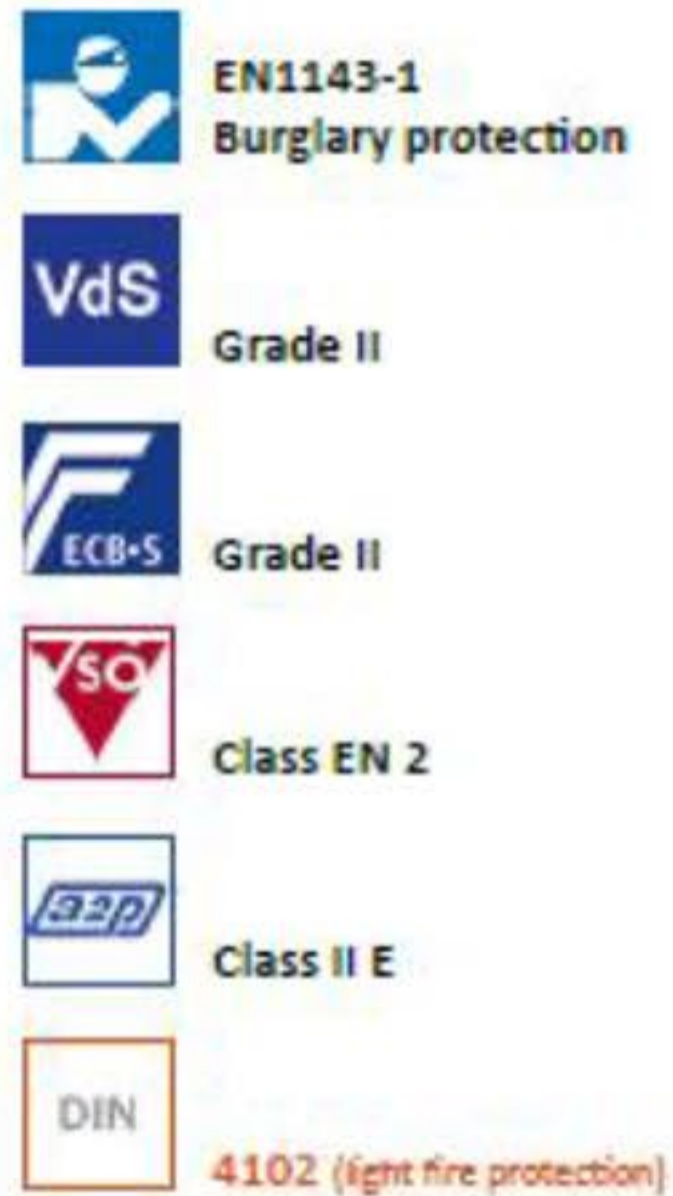 EN1143-1
Burglary protection
VdS
Grade II
ECB•S
Grade II
VSÖ
Class EN 2
a2p
Class II E
DIN
4102 (light fire protection)